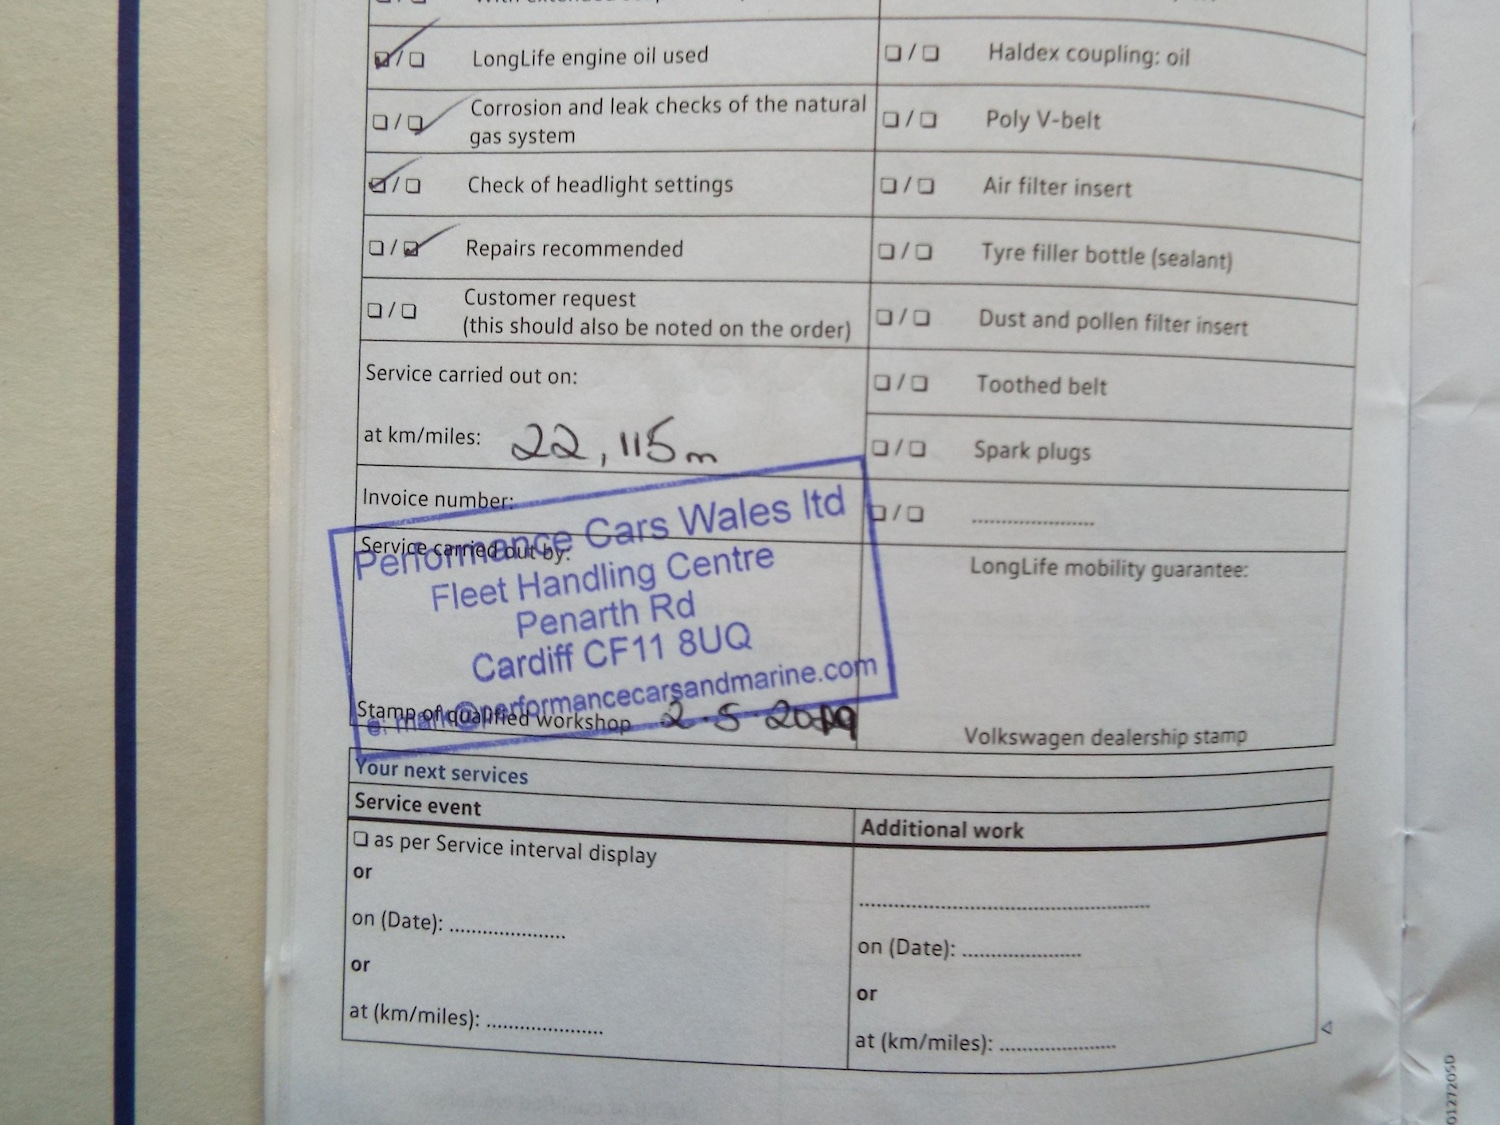 LongLife engine oil used
Corrosion and leak checks of the natural
gas system
Check of headlight settings
Repairs recommended
Customer request
(this should also be noted on the order)
Service carried out on:
at km/miles: 22,115m
Invoice number:
Service carried out by:
Performance Cars Wales ltd
Fleet Handling Centre
Penarth Rd
Cardiff CF11 8UQ
e: mark@performancecarsandmarine.com
Stamp of qualified workshop 2.5.2019
Haldex coupling: oil
Poly V-belt
Air filter insert
Tyre filler bottle (sealant)
Dust and pollen filter insert
Toothed belt
Spark plugs
LongLife mobility guarantee:
Volkswagen dealership stamp
Your next services
Service event
as per Service interval display
or
on (Date):
or
at (km/miles):
Additional work
on (Date):
or
at (km/miles):
012720SD